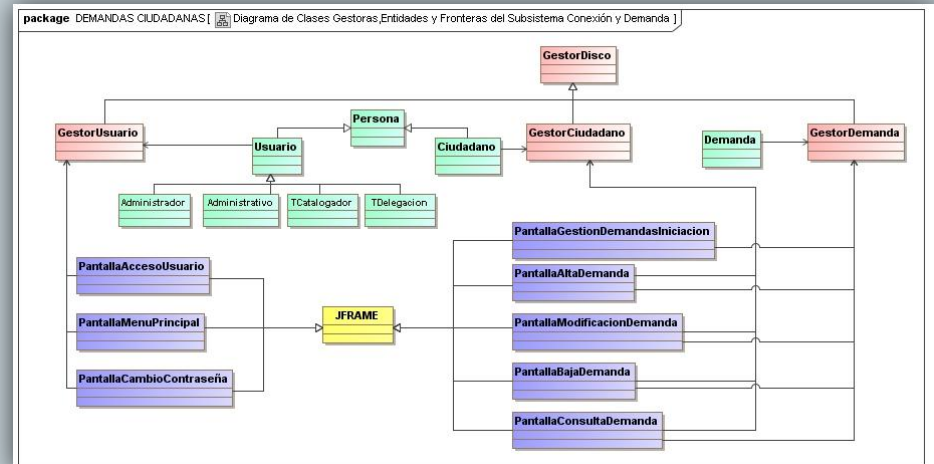 package DEMANDAS CIUDADANAS [ Diagrama de Clases Gestoras,Entidades y Fronteras del Subsistema Conexión y Demanda ]
GestorDisco
GestorUsuario
Persona
GestorCiudadano
GestorDemanda
Usuario
Ciudadano
Demanda
Administrador
Administrativo
TCatalogador
TDelegacion
PantallaGestionDemandasIniciacion
PantallaAccesoUsuario
PantallaAltaDemanda
PantallaMenuPrincipal
JFRAME
PantallaModificacionDemanda
PantallaCambioContraseña
PantallaBajaDemanda
PantallaConsultaDemanda